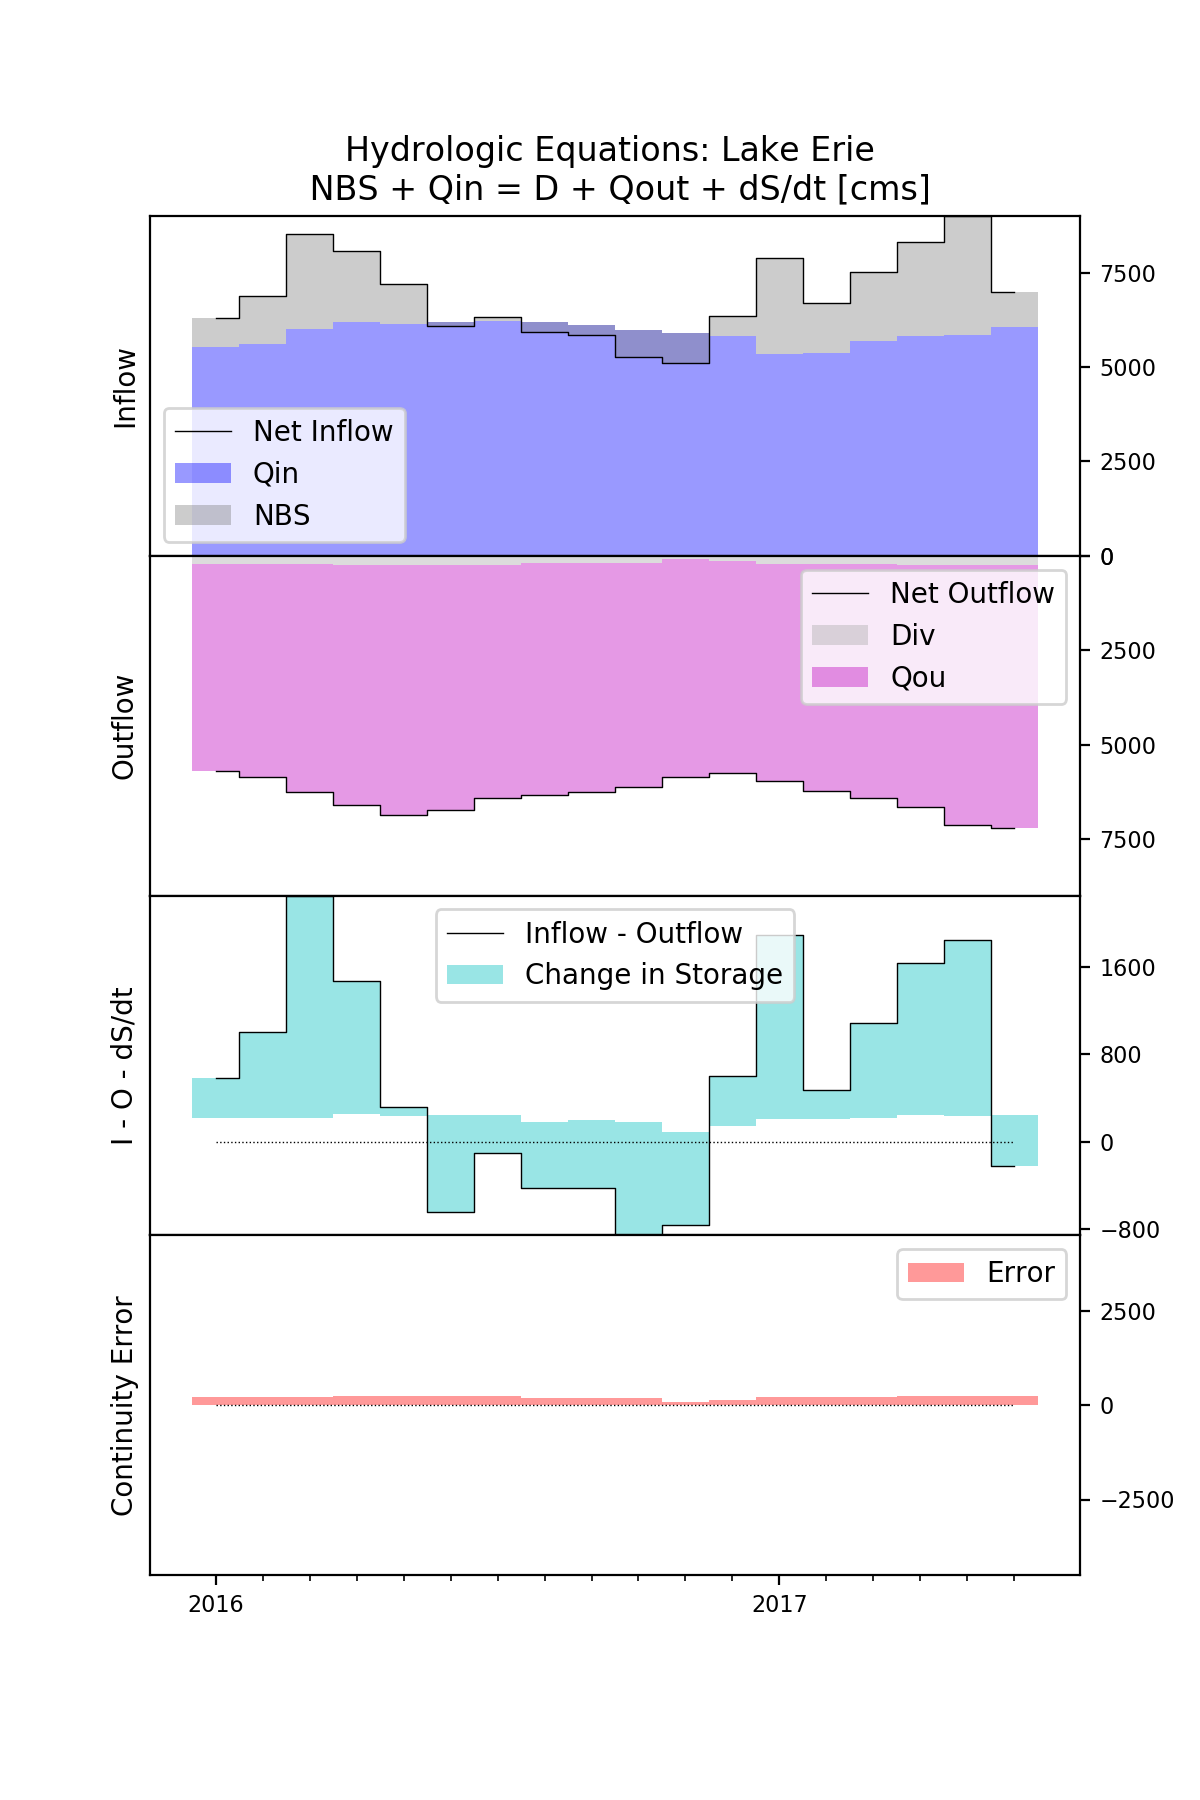 Hydrologic Equations: Lake Erie
NBS + Qin = D + Qout + dS/dt [cms]
Inflow
7500
5000
2500
0
Net Inflow
Qin
NBS
Outflow
0
2500
5000
7500
Net Outflow
Div
Qou
I - O - dS/dt
1600
800
0
−800
Inflow - Outflow
Change in Storage
Continuity Error
2500
0
−2500
Error
2016
2017